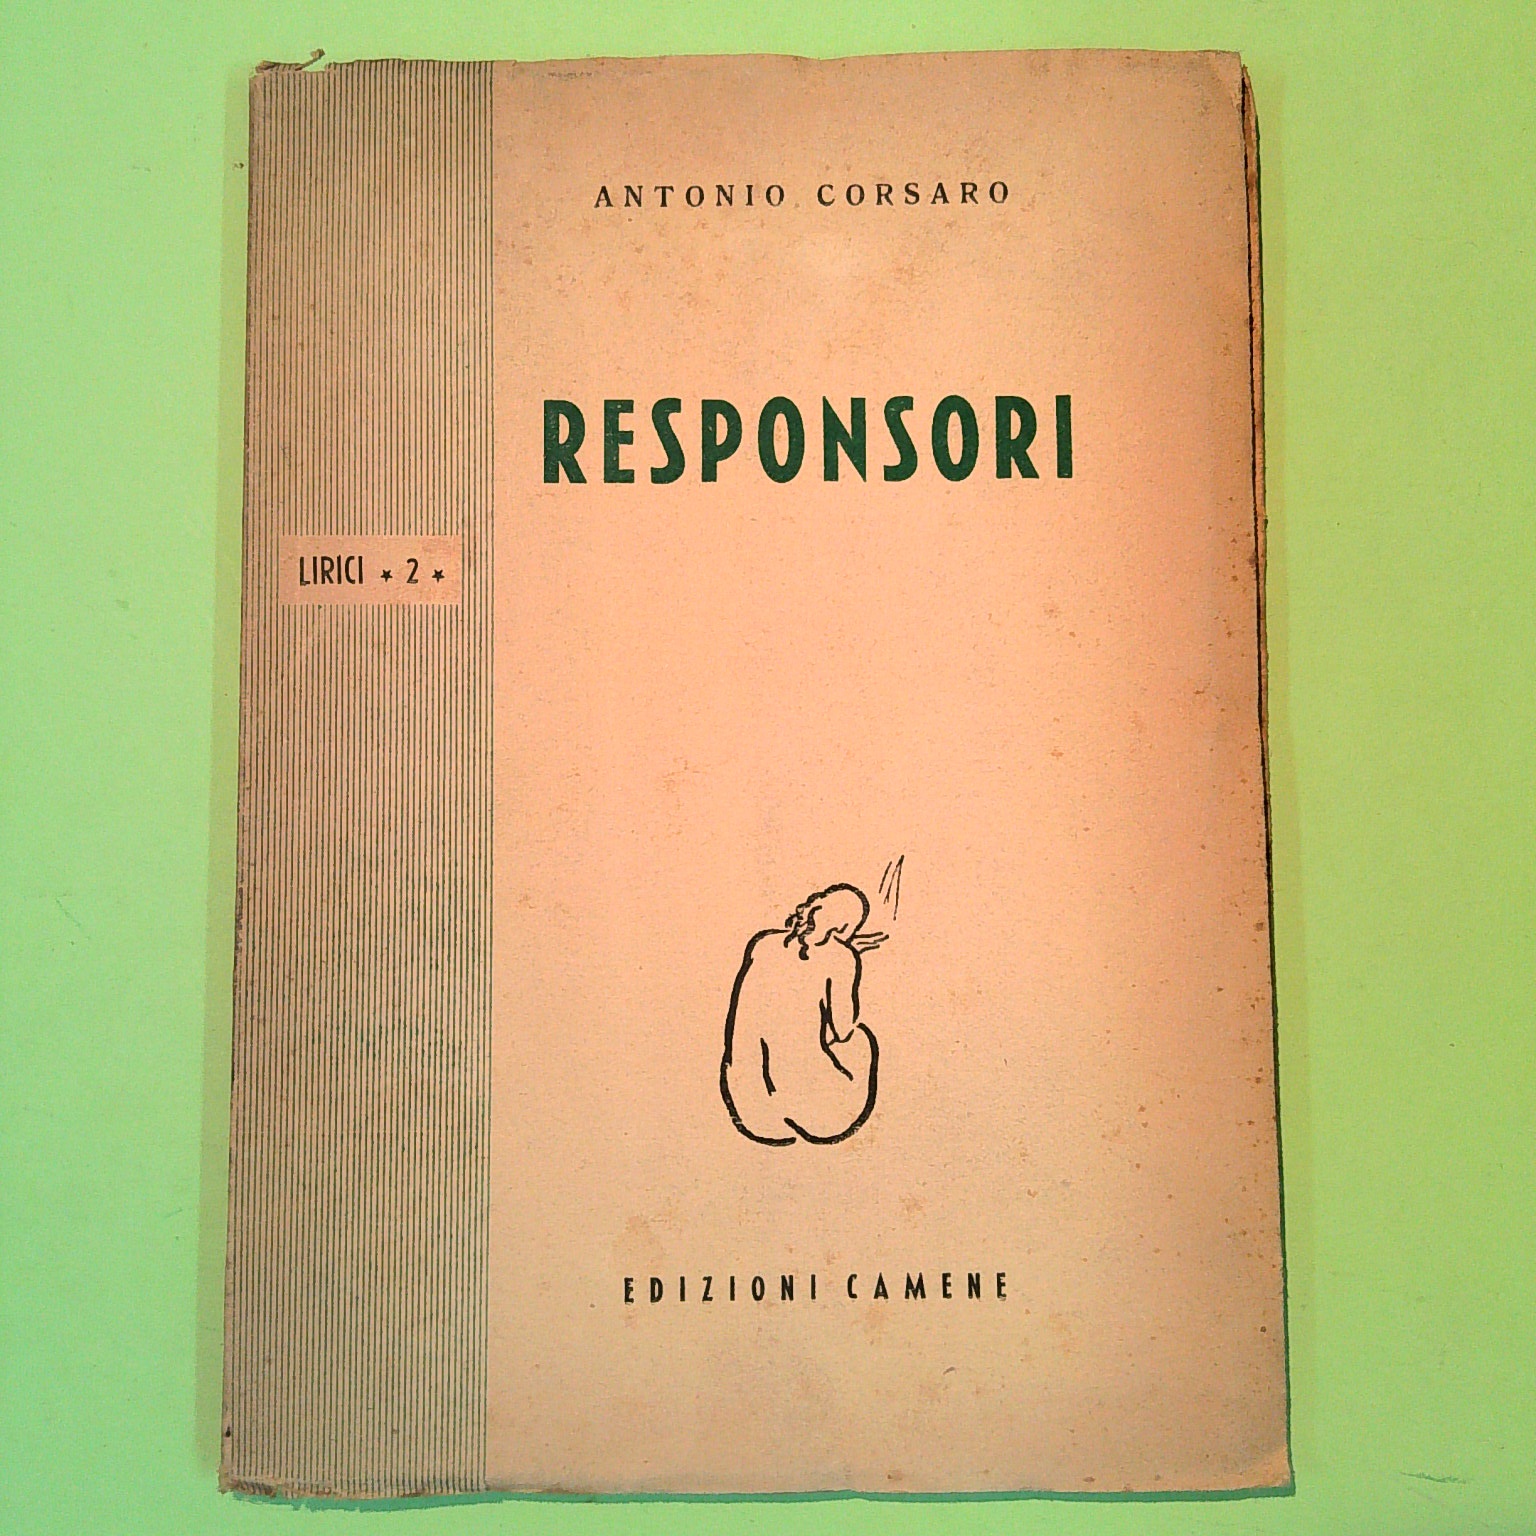 ANTONIO CORSARO
RESPONSORI
LIRICI ★ 2 ★
EDIZIONI CAMENE